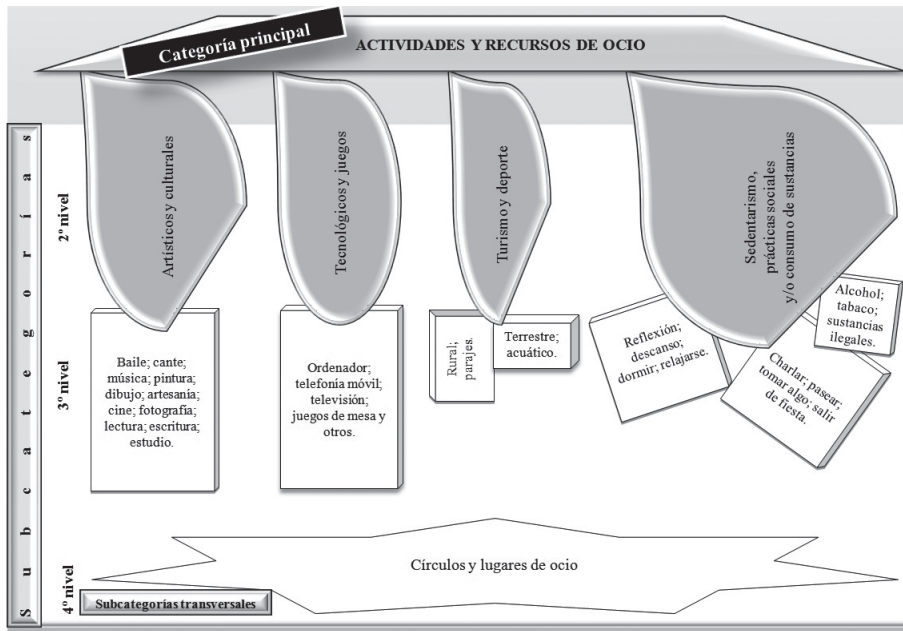 Categoría principal
ACTIVIDADES Y RECURSOS DE OCIO
Subcategorías
2º nivel
Artísticos y culturales
Tecnológicos y juegos
Turismo y deporte
Sedentarismo,
prácticas sociales
y/o consumo de sustancias
3º nivel
Baile; cante;
música; pintura;
dibujo; artesanía;
cine; fotografía;
lectura; escritura;
estudio.
Ordenador;
telefonía móvil;
televisión;
juegos de mesa y
otros.
Rural;
parajes.
Terrestre;
acuático.
Reflexión;
descanso;
dormir; relajarse.
Charlar; pasear;
tomar algo; salir
de fiesta.
Alcohol;
tabaco;
sustancias
ilegales.
4º nivel
Círculos y lugares de ocio
Subcategorías transversales